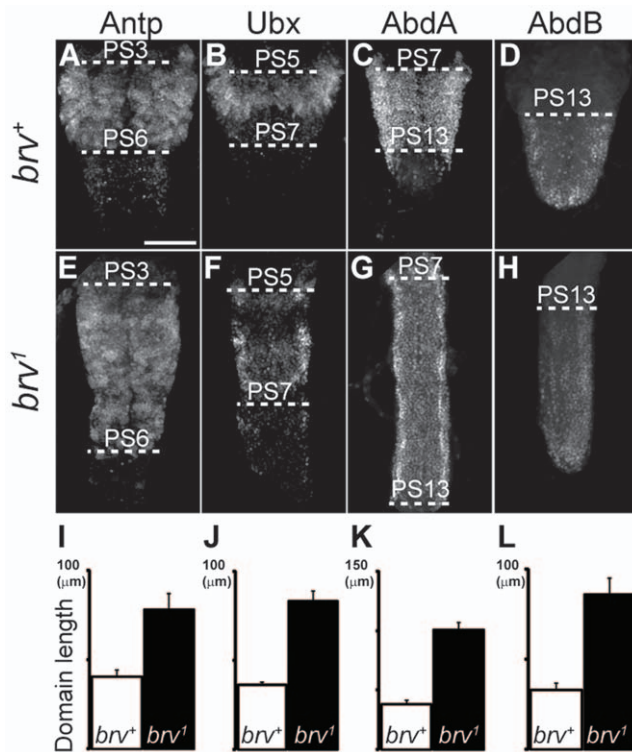 Antp Ubx AbdA AbdB
brv+
A PS3 B PS5 C PS7 D
PS13
PS6 PS7 PS13
brv1
E PS3 F PS5 G PS7 H
PS13
PS7
PS6 PS13
I J K L
100 100 150 100
(μm) (μm) (μm) (μm)
Domain length
brv+ brv1 brv+ brv1 brv+ brv1 brv+ brv1